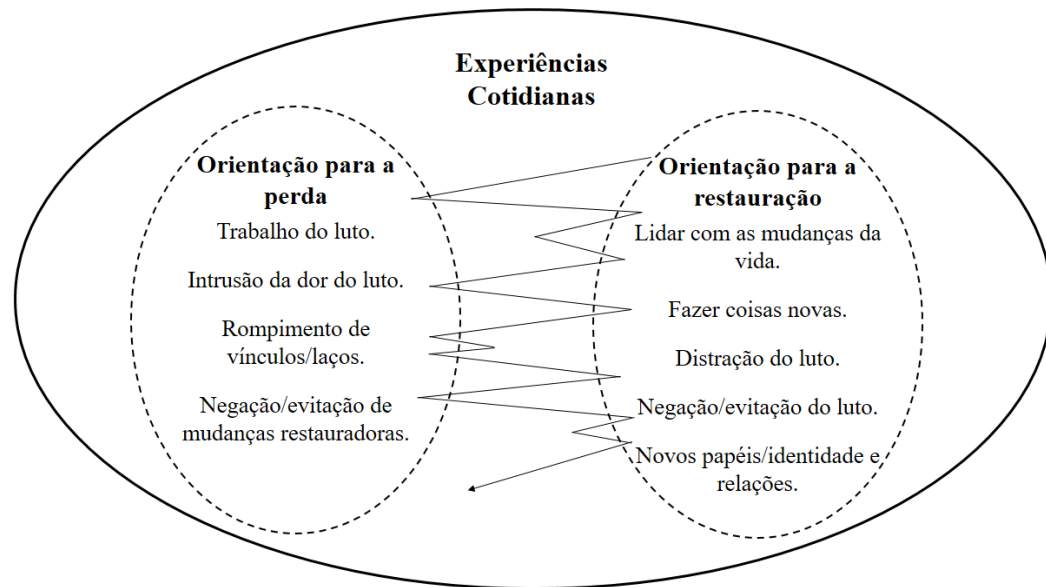 Experiências
Cotidianas
Orientação para a
perda
Trabalho do luto.
Intrusão da dor do luto.
Rompimento de
vínculos/laços.
Negação/evitação de
mudanças restauradoras.
Orientação para a
restauração
Lidar com as mudanças da
vida.
Fazer coisas novas.
Distração do luto.
Negação/evitação do luto.
Novos papéis/identidade e
relações.